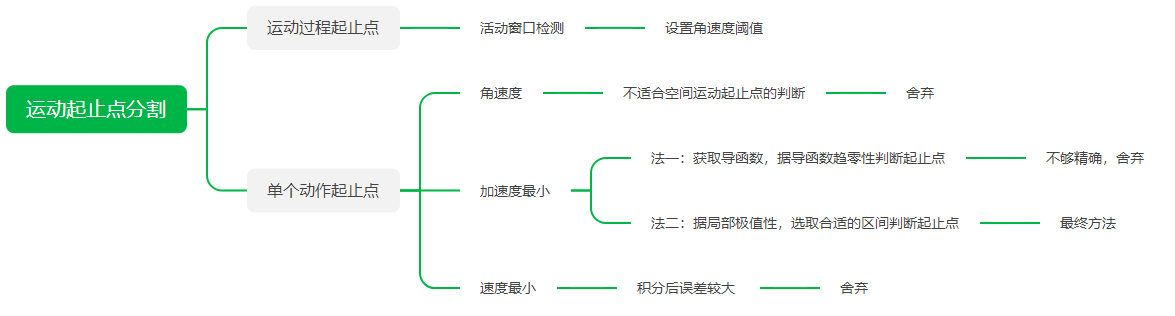 运动起止点分割
运动过程起止点
活动窗口检测
设置角速度阈值
单个动作起止点
角速度
不适合空间运动起止点的判断
舍弃
加速度最小
法一：获取导函数，据导函数趋零性判断起止点
不够精确，舍弃
法二：据局部极值性，选取合适的区间判断起止点
最终方法
速度最小
积分后误差较大
舍弃